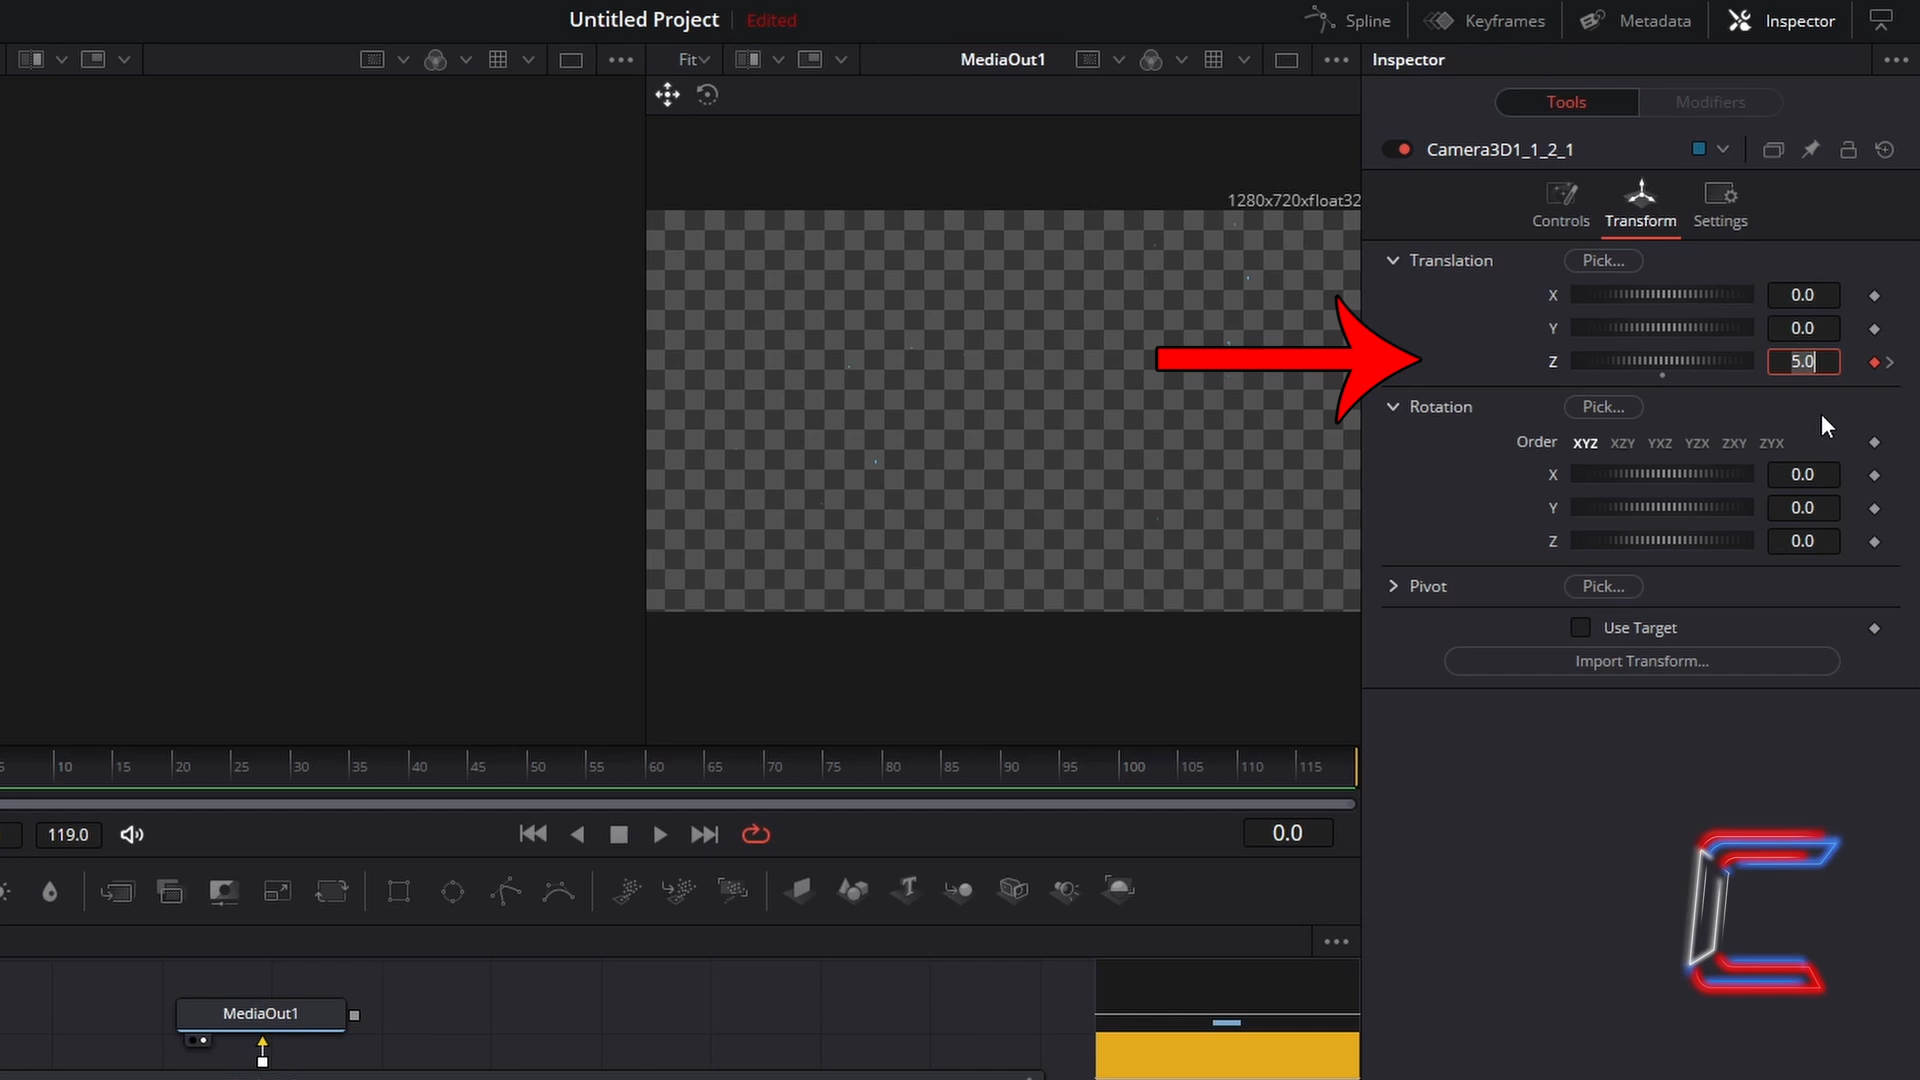 Untitled Project Edited Spline Keyframes Metadata Inspector
Fit MediaOut1 Inspector
Tools Modifiers
Camera3D1_1_2_1
1280x720xfloat32
Controls Transform Settings
Translation Pick...
X 0.0
Y 0.0
Z 5.0
Rotation Pick...
Order XYZ XZY YXZ YZX ZXY ZYX
X 0.0
Y 0.0
Z 0.0
Pivot Pick...
Use Target
Import Transform...
5 10 15 20 25 30 35 40 45 50 55 60 65 70 75 80 85 90 95 100 105 110 115
119.0 0.0
MediaOut1